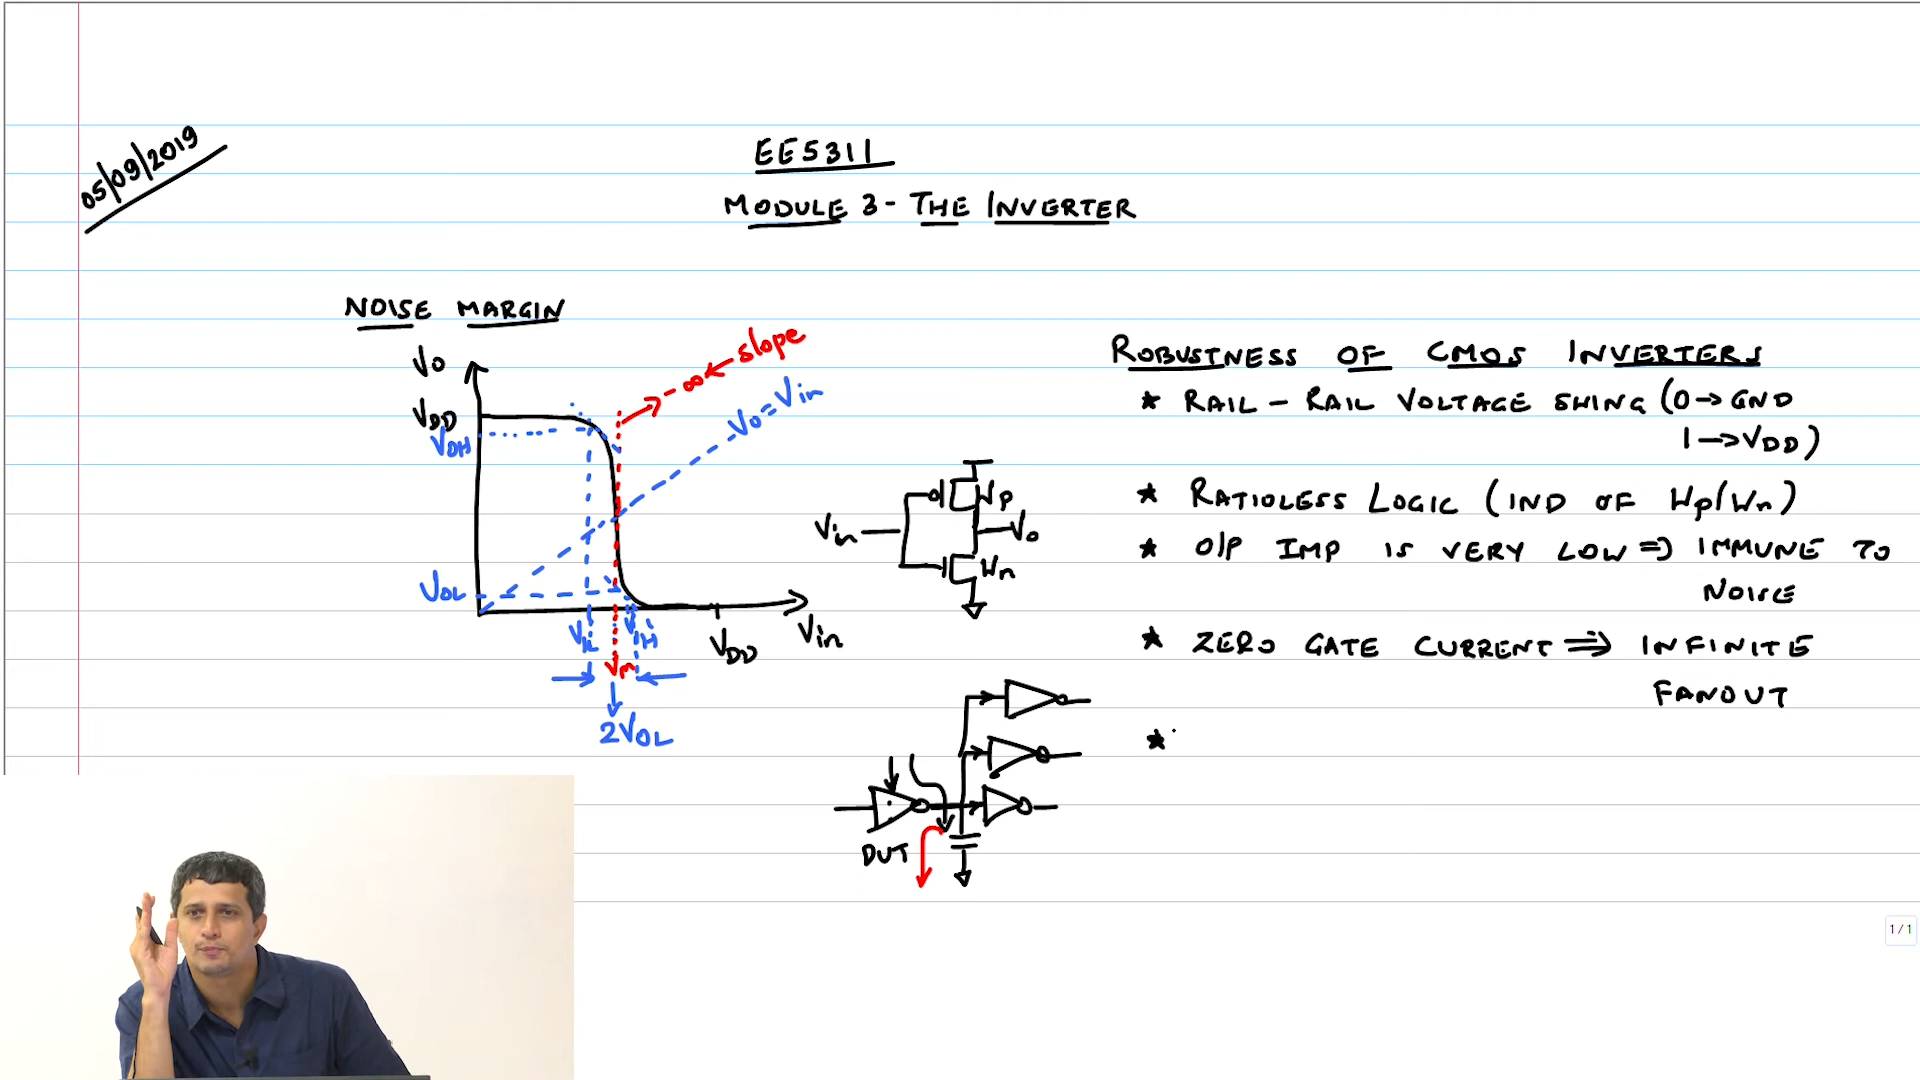 05/09/2019
EE5311
MODULE 3 - THE INVERTER
NOISE MARGIN
Vo
VDD
VOH
VOL
- ∞ ← slope
Vo = Vin
VIL
VIH
Vm
VDD
Vin
2VOL
Vin
Wp
Vo
Wn
DUT
ROBUSTNESS OF CMOS INVERTERS
* RAIL - RAIL VOLTAGE SWING (0 → GND
1 → VDD)
* RATIOLESS LOGIC (IND OF Wp/Wn)
* O/P IMP IS VERY LOW ⇒ IMMUNE TO
NOISE
* ZERO GATE CURRENT ⇒ INFINITE
FANOUT
*
1 / 1